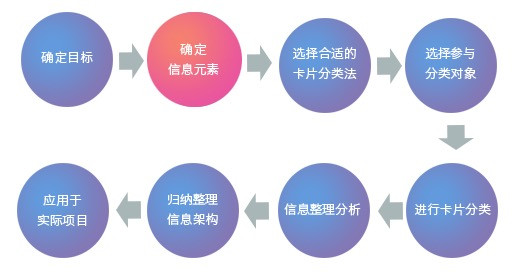 确定目标
确定
信息元素
选择合适的
卡片分类法
选择参与
分类对象
进行卡片分类
信息整理分析
归纳整理
信息架构
应用于
实际项目